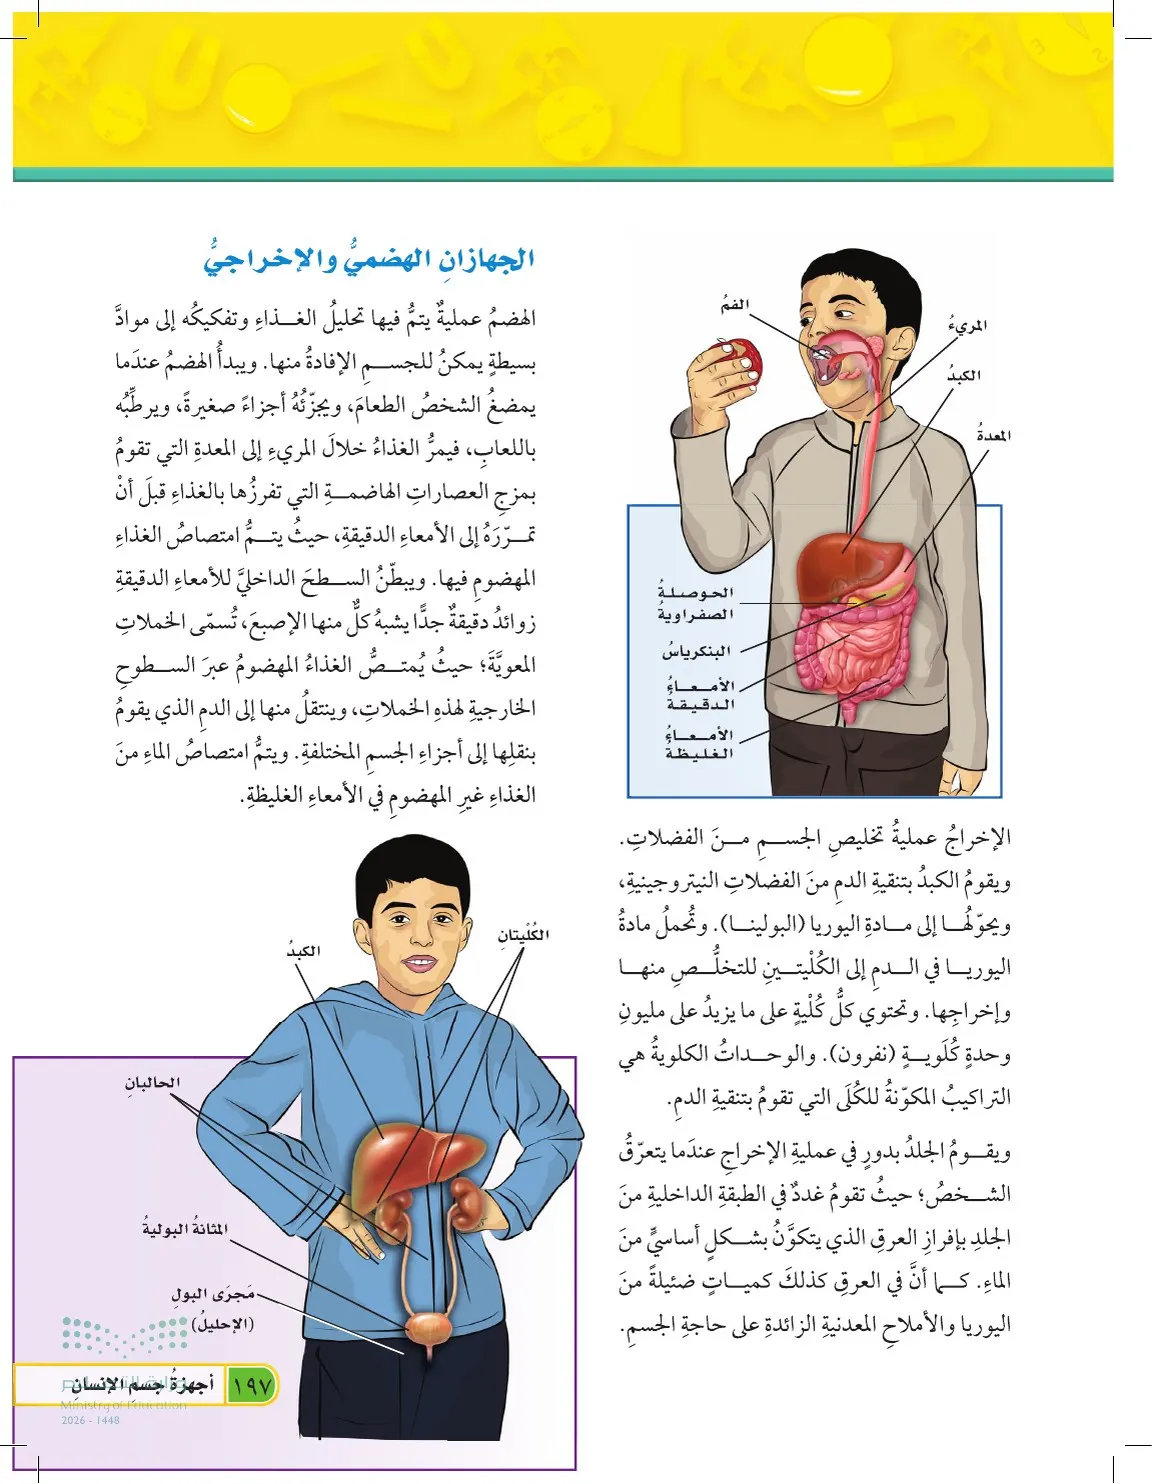 الجهازانِ الهضميُّ والإخراجيُّ
الهضمُ عمليةٌ يتمُّ فيها تحليلُ الغذاءِ وتفكيكُه إلى موادَّ
بسيطةٍ يمكنُ للجسمِ الإفادةُ منها. ويبدأُ الهضمُ عندَما
يمضغُ الشخصُ الطعامَ، ويجزّئُهُ أجزاءً صغيرةً، ويرطِّبُه
باللعابِ، فيمرُّ الغذاءُ خلالَ المريءِ إلى المعدةِ التي تقومُ
بمزجِ العصاراتِ الهاضمةِ التي تفرزُها بالغذاءِ قبلَ أنْ
تمرّرَهُ إلى الأمعاءِ الدقيقةِ، حيثُ يتمُّ امتصاصُ الغذاءِ
المهضومِ فيها. ويبطّنُ السطحَ الداخليَّ للأمعاءِ الدقيقةِ
زوائدُ دقيقةٌ جدًّا يشبهُ كلٌّ منها الإصبعَ، تُسمّى الخملاتِ
المعويَّةَ؛ حيثُ يُمتصُّ الغذاءُ المهضومُ عبرَ السطوحِ
الخارجيةِ لهذهِ الخملاتِ، وينتقلُ منها إلى الدمِ الذي يقومُ
بنقلِها إلى أجزاءِ الجسمِ المختلفةِ. ويتمُّ امتصاصُ الماءِ منَ
الغذاءِ غيرِ المهضومِ في الأمعاءِ الغليظةِ.
الفمُ
المريءُ
الكبدُ
المعدةُ
الحوصلةُ
الصفراويةُ
البنكرياسُ
الأمعاءُ
الدقيقةُ
الأمعاءُ
الغليظةُ
الإخراجُ عمليةُ تخليصِ الجسمِ منَ الفضلاتِ.
ويقومُ الكبدُ بتنقيةِ الدمِ منَ الفضلاتِ النيتروجينيةِ،
ويحوّلُها إلى مادةِ اليوريا (البولينا). وتُحملُ مادةُ
اليوريا في الدمِ إلى الكُلْيتينِ للتخلُّصِ منها
وإخراجِها. وتحتوي كلُّ كُلْيةٍ على ما يزيدُ على مليونِ
وحدةٍ كُلَويةٍ (نفرون). والوحداتُ الكلويةُ هي
التراكيبُ المكوّنةُ للكُلَى التي تقومُ بتنقيةِ الدمِ.
ويقومُ الجلدُ بدورٍ في عمليةِ الإخراجِ عندَما يتعرّقُ
الشخصُ؛ حيثُ تقومُ غددٌ في الطبقةِ الداخليةِ منَ
الجلدِ بإفرازِ العرقِ الذي يتكوَّنُ بشكلٍ أساسيٍّ منَ
الماءِ. كما أنَّ في العرقِ كذلكَ كمياتٍ ضئيلةً منَ
اليوريا والأملاحِ المعدنيةِ الزائدةِ على حاجةِ الجسمِ.
الكُلْيتانِ
الكبدُ
الحالبانِ
المثانةُ البوليةُ
مَجرَى البولِ
(الإحليلُ)
أجهزةُ جسمِ الإنسانِ ١٩٧
وزارة التعليم
Ministry of Education
2026 - 1448